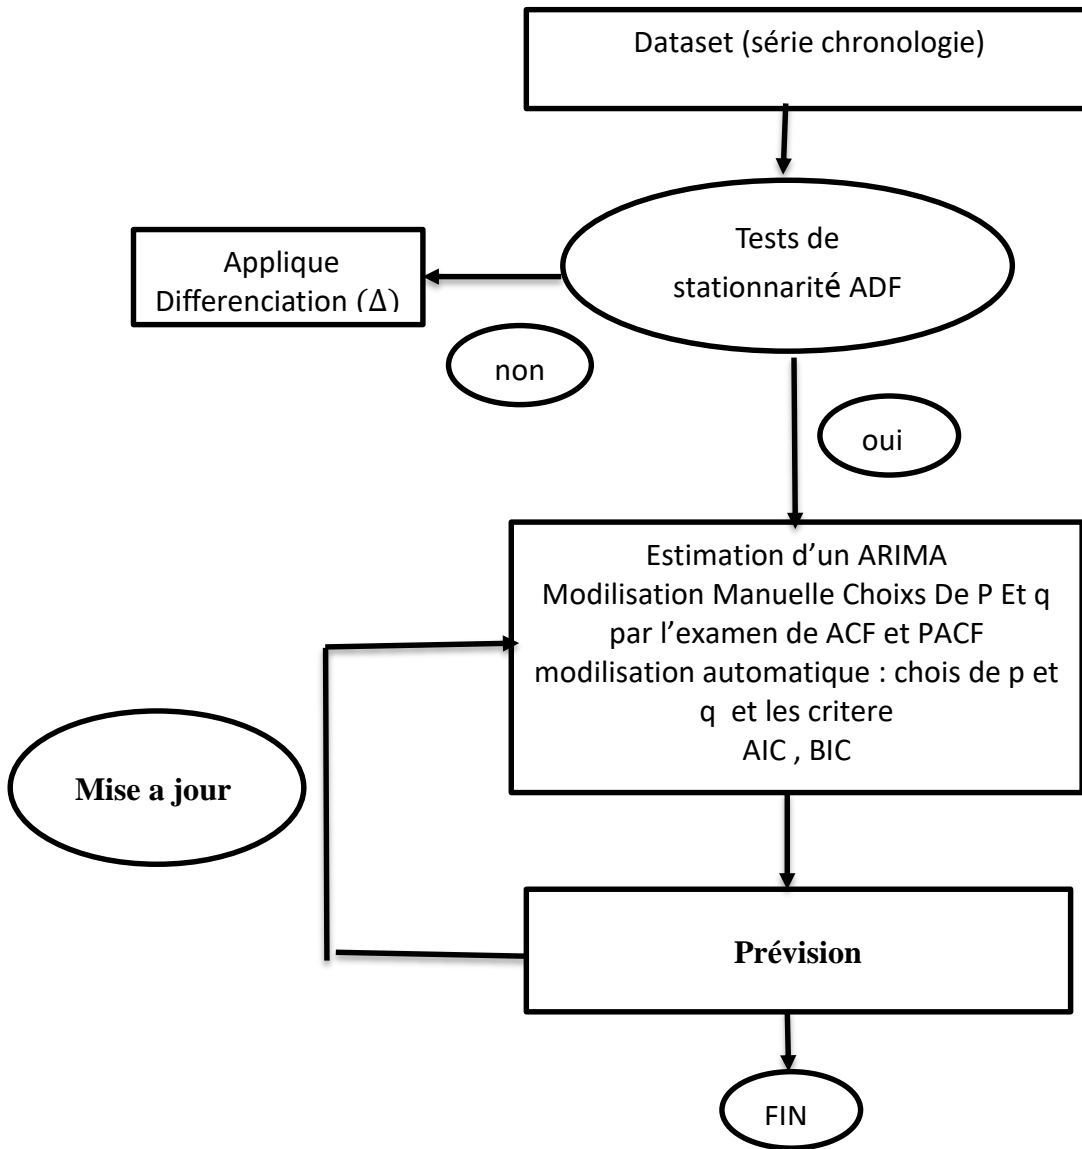 Dataset (série chronologie)
Tests de
stationnarité ADF
Applique
Differenciation (Δ)
non
oui
Estimation d’un ARIMA
Modilisation Manuelle Choixs De P Et q
par l’examen de ACF et PACF
modilisation automatique : chois de p et
q et les critere
AIC , BIC
Mise a jour
Prévision
FIN